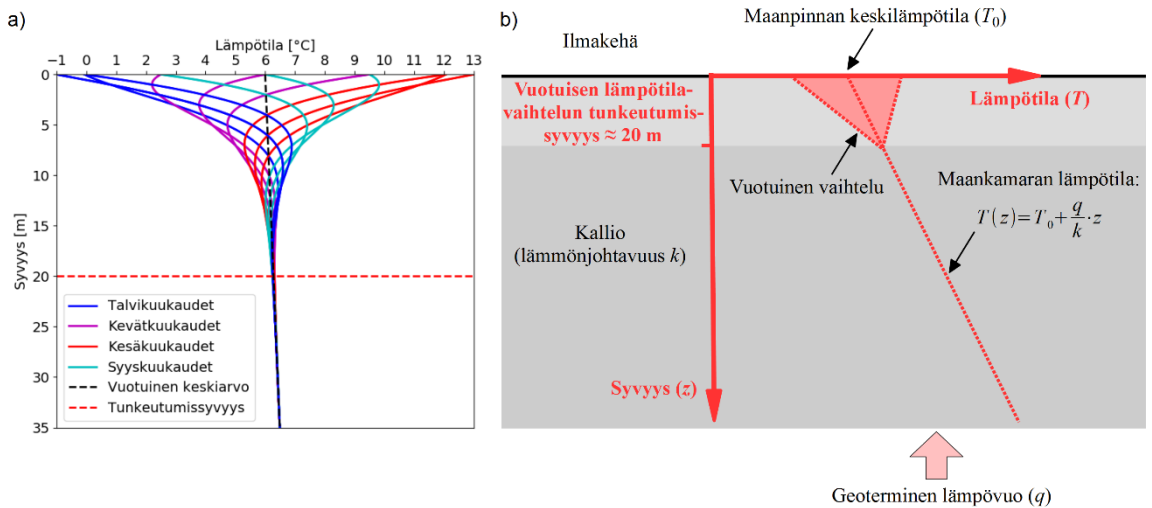 a)
Lämpötila [°C]
−1 0 1 2 3 4 5 6 7 8 9 10 11 12 13
0
5
10
15
20
25
30
35
Syvyys [m]
Talvikuukaudet
Kevätkuukaudet
Kesäkuukaudet
Syyskuukaudet
Vuotuinen keskiarvo
Tunkeutumissyvyys
b)
Maanpinnan keskilämpötila (T₀)
Ilmakehä
Lämpötila (T)
Vuotuisen lämpötila-
vaihtelun tunkeutumis-
syvyys ≈ 20 m
Vuotuinen vaihtelu
Maankamaran lämpötila:
T(z)=T₀+q/k·z
Kallio
(lämmönjohtavuus k)
Syvyys (z)
Geoterminen lämpövuo (q)